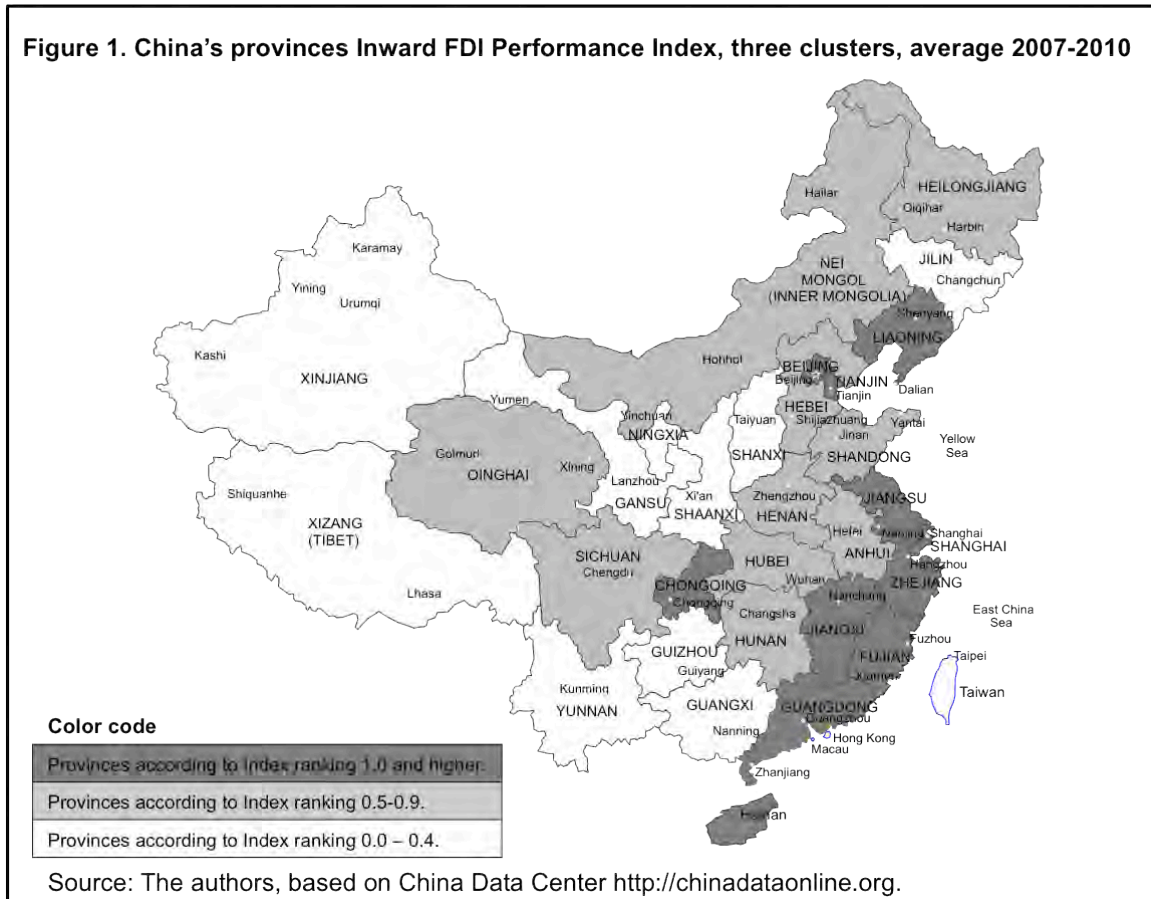 Figure 1. China's provinces Inward FDI Performance Index, three clusters, average 2007-2010
Hailar
HEILONGJIANG
Qiqihar
Harbin
Karamay
JILIN
Changchun
NEI
MONGOL
(INNER MONGOLIA)
Yining
Urumqi
Shenyang
LIAONING
Kashi
Hohhol
BEIJING
Beijing
NANJIN
Tianjin
Dalian
XINJIANG
Yumen
HEBEI
Shijiazhuang
Yinchuan
NINGXIA
Taiyuan
SHANXI
Jinan
Yantai
Yellow
Sea
SHANDONG
Golmud
Xining
QINGHAI
Lanzhou
GANSU
Xi'an
SHAANXI
Zhengzhou
HENAN
JIANGSU
Shiquanhe
XIZANG
(TIBET)
Hefei
ANHUI
Nanjing
Shanghai
SHANGHAI
SICHUAN
Chengdu
HUBEI
Wuhan
Hangzhou
ZHEJIANG
Lhasa
CHONGQING
Chongqing
Changsha
Nanchang
East China
Sea
HUNAN
JIANGXI
Fuzhou
GUIZHOU
Guiyang
FUJIAN
Xiamen
Taipei
Taiwan
Kunming
YUNNAN
GUANGXI
Nanning
GUANGDONG
Guangzhou
Hong Kong
Macau
Zhanjiang
Hainan
Color code
Provinces according to Index ranking 1.0 and higher.
Provinces according to Index ranking 0.5-0.9.
Provinces according to Index ranking 0.0 – 0.4.
Source: The authors, based on China Data Center http://chinadataonline.org.